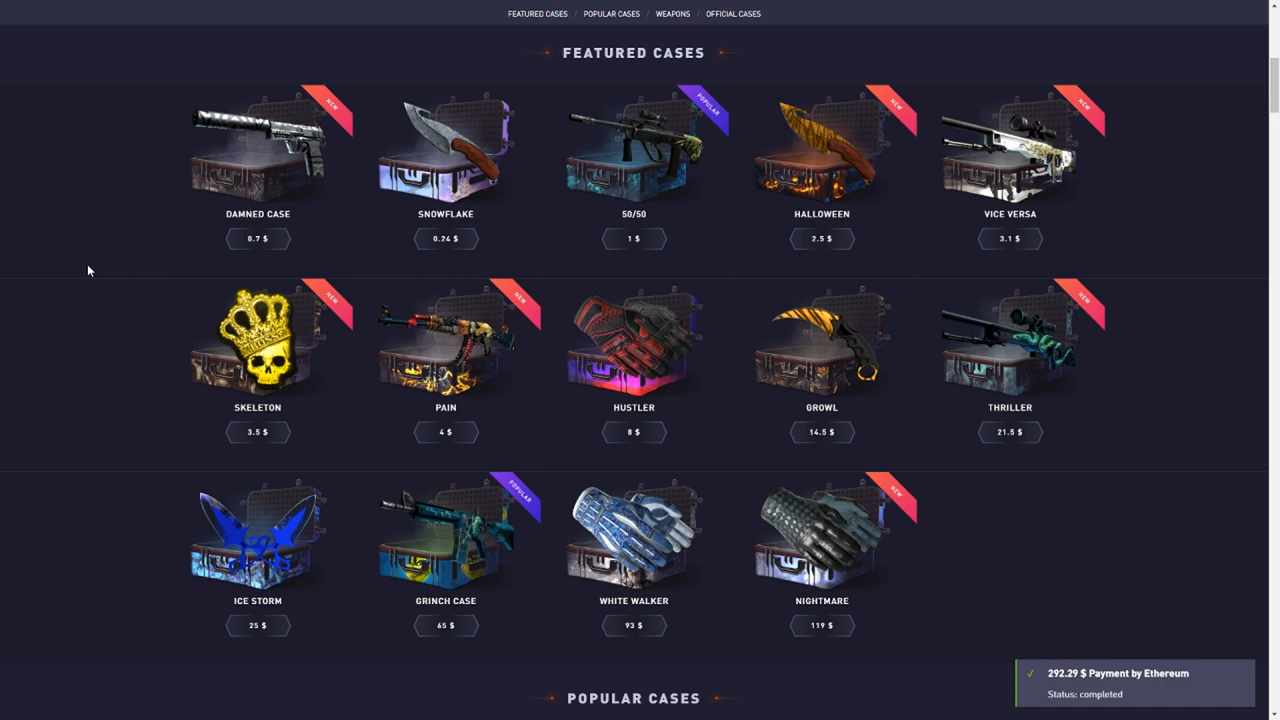 FEATURED CASES / POPULAR CASES / WEAPONS / OFFICIAL CASES
FEATURED CASES
NEW
POPULAR
NEW
NEW
DAMNED CASE
SNOWFLAKE
50/50
HALLOWEEN
VICE VERSA
0.7 $
0.24 $
1 $
2.5 $
3.1 $
NEW
NEW
NEW
SKELETON
PAIN
HUSTLER
GROWL
THRILLER
3.5 $
4 $
8 $
14.5 $
21.5 $
POPULAR
NEW
ICE STORM
GRINCH CASE
WHITE WALKER
NIGHTMARE
25 $
65 $
93 $
119 $
292.29 $ Payment by Ethereum
Status: completed
POPULAR CASES